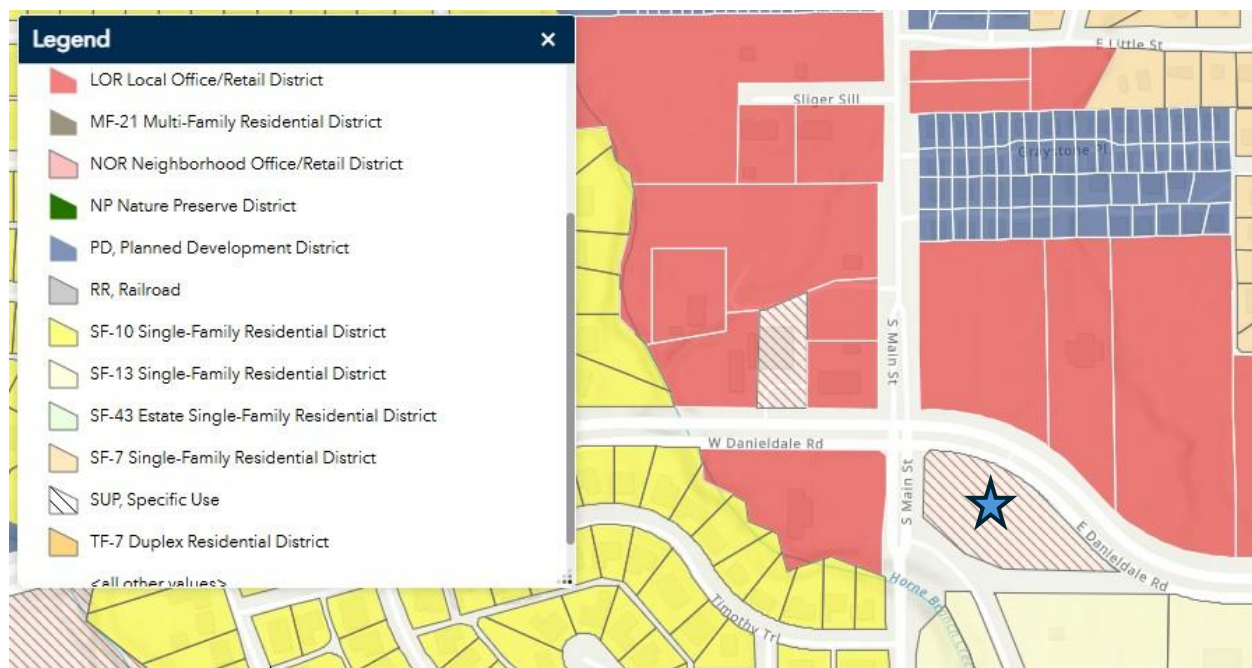 Legend ×
LOR Local Office/Retail District
MF-21 Multi-Family Residential District
NOR Neighborhood Office/Retail District
NP Nature Preserve District
PD, Planned Development District
RR, Railroad
SF-10 Single-Family Residential District
SF-13 Single-Family Residential District
SF-43 Estate Single-Family Residential District
SF-7 Single-Family Residential District
SUP, Specific Use
TF-7 Duplex Residential District
<all other values>
E Little St
Sliger Sill
Graystone Pl
S Main St
W Danieldale Rd
S Main St
E Danieldale Rd
Timothy Trl
Horne Branch Creek